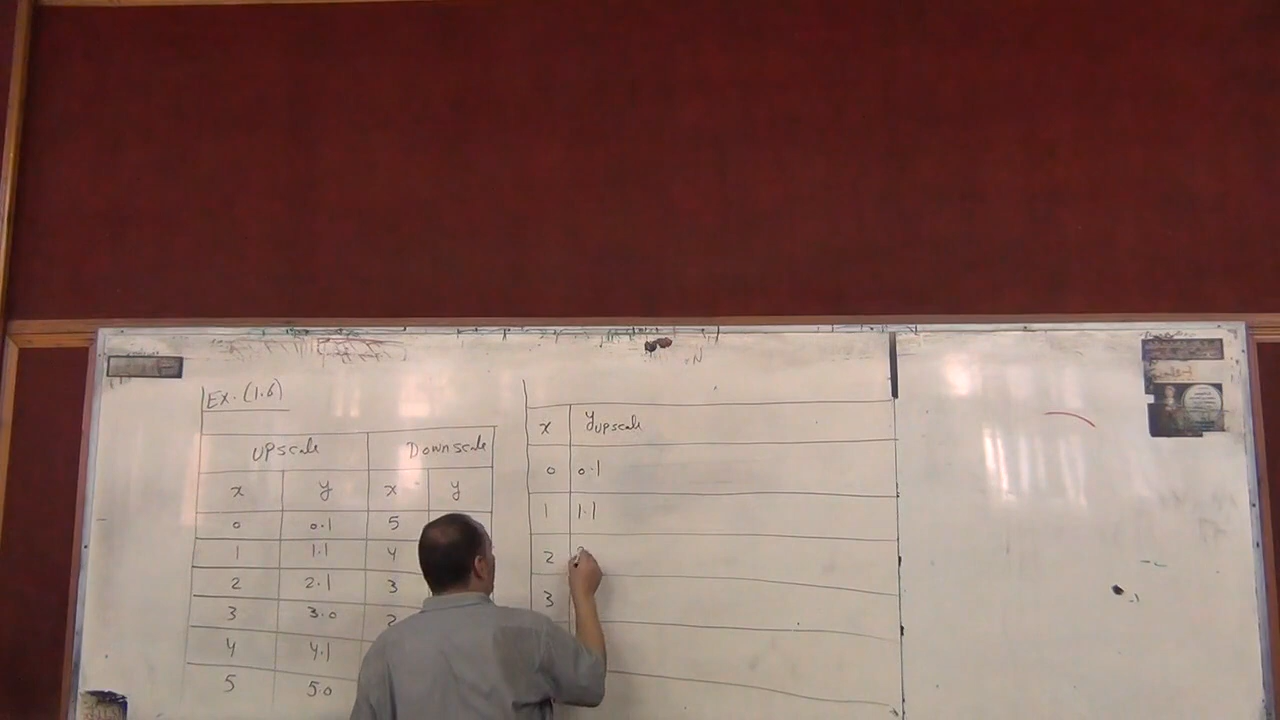 Ex. (1.6)
Upscale Downscale
x y x y
0 0.1 5
1 1.1 4
2 2.1 3
3 3.0 2
4 4.1
5 5.0
x y upscale
0 0.1
1 1.1
2
3